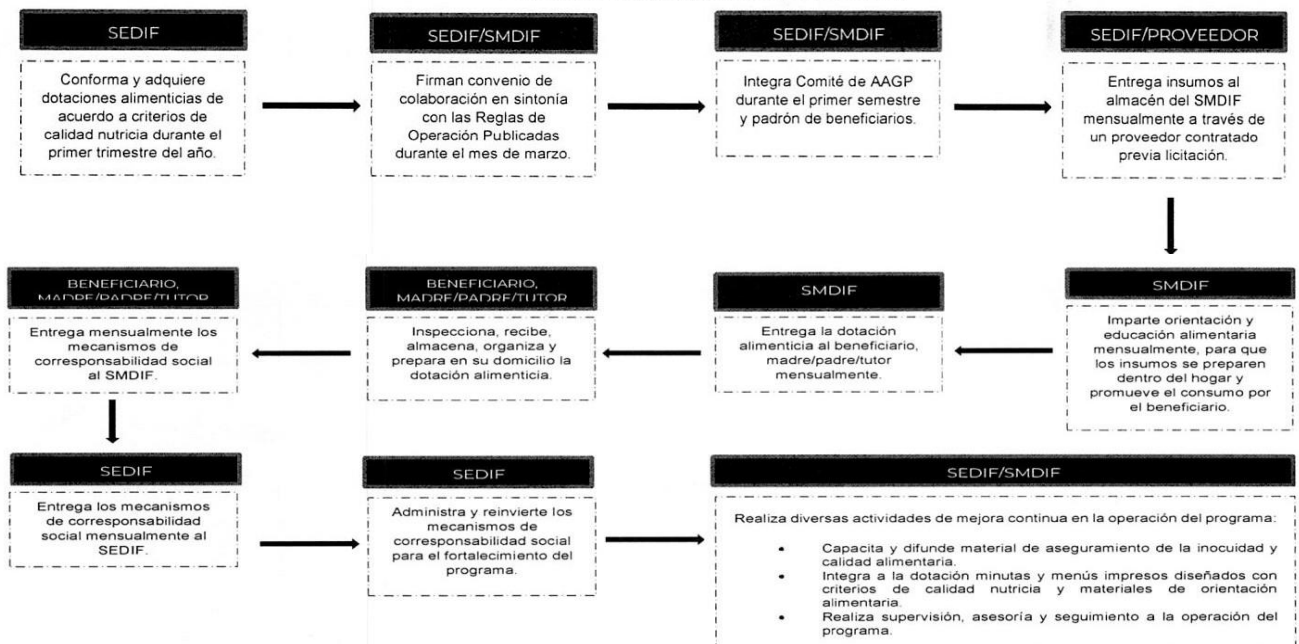 SEDIF
Conforma y adquiere
dotaciones alimenticias de
acuerdo a criterios de
calidad nutricia durante el
primer trimestre del año.
SEDIF/SMDIF
Firman convenio de
colaboración en sintonía
con las Reglas de
Operación Publicadas
durante el mes de marzo.
SEDIF/SMDIF
Integra Comité de AAGP
durante el primer semestre
y padrón de beneficiarios.
SEDIF/PROVEEDOR
Entrega insumos al
almacén del SMDIF
mensualmente a través de
un proveedor contratado
previa licitación.
SMDIF
Imparte orientación y
educación alimentaria
mensualmente, para que
los insumos se preparen
dentro del hogar y
promueve el consumo por
el beneficiario.
SMDIF
Entrega la dotación
alimenticia al beneficiario,
madre/padre/tutor
mensualmente.
BENEFICIARIO,
MADRE/PADRE/TUTOR
Inspecciona, recibe,
almacena, organiza y
prepara en su domicilio la
dotación alimenticia.
BENEFICIARIO,
MADRE/PADRE/TUTOR
Entrega mensualmente los
mecanismos de
corresponsabilidad social
al SMDIF.
SEDIF
Entrega los mecanismos
de corresponsabilidad
social mensualmente al
SEDIF.
SEDIF
Administra y reinvierte los
mecanismos de
corresponsabilidad social
para el fortalecimiento del
programa.
SEDIF/SMDIF
Realiza diversas actividades de mejora continua en la operación del programa:
• Capacita y difunde material de aseguramiento de la inocuidad y
calidad alimentaria.
• Integra a la dotación minutas y menús impresos diseñados con
criterios de calidad nutricia y materiales de orientación
alimentaria.
• Realiza supervisión, asesoría y seguimiento a la operación del
programa.